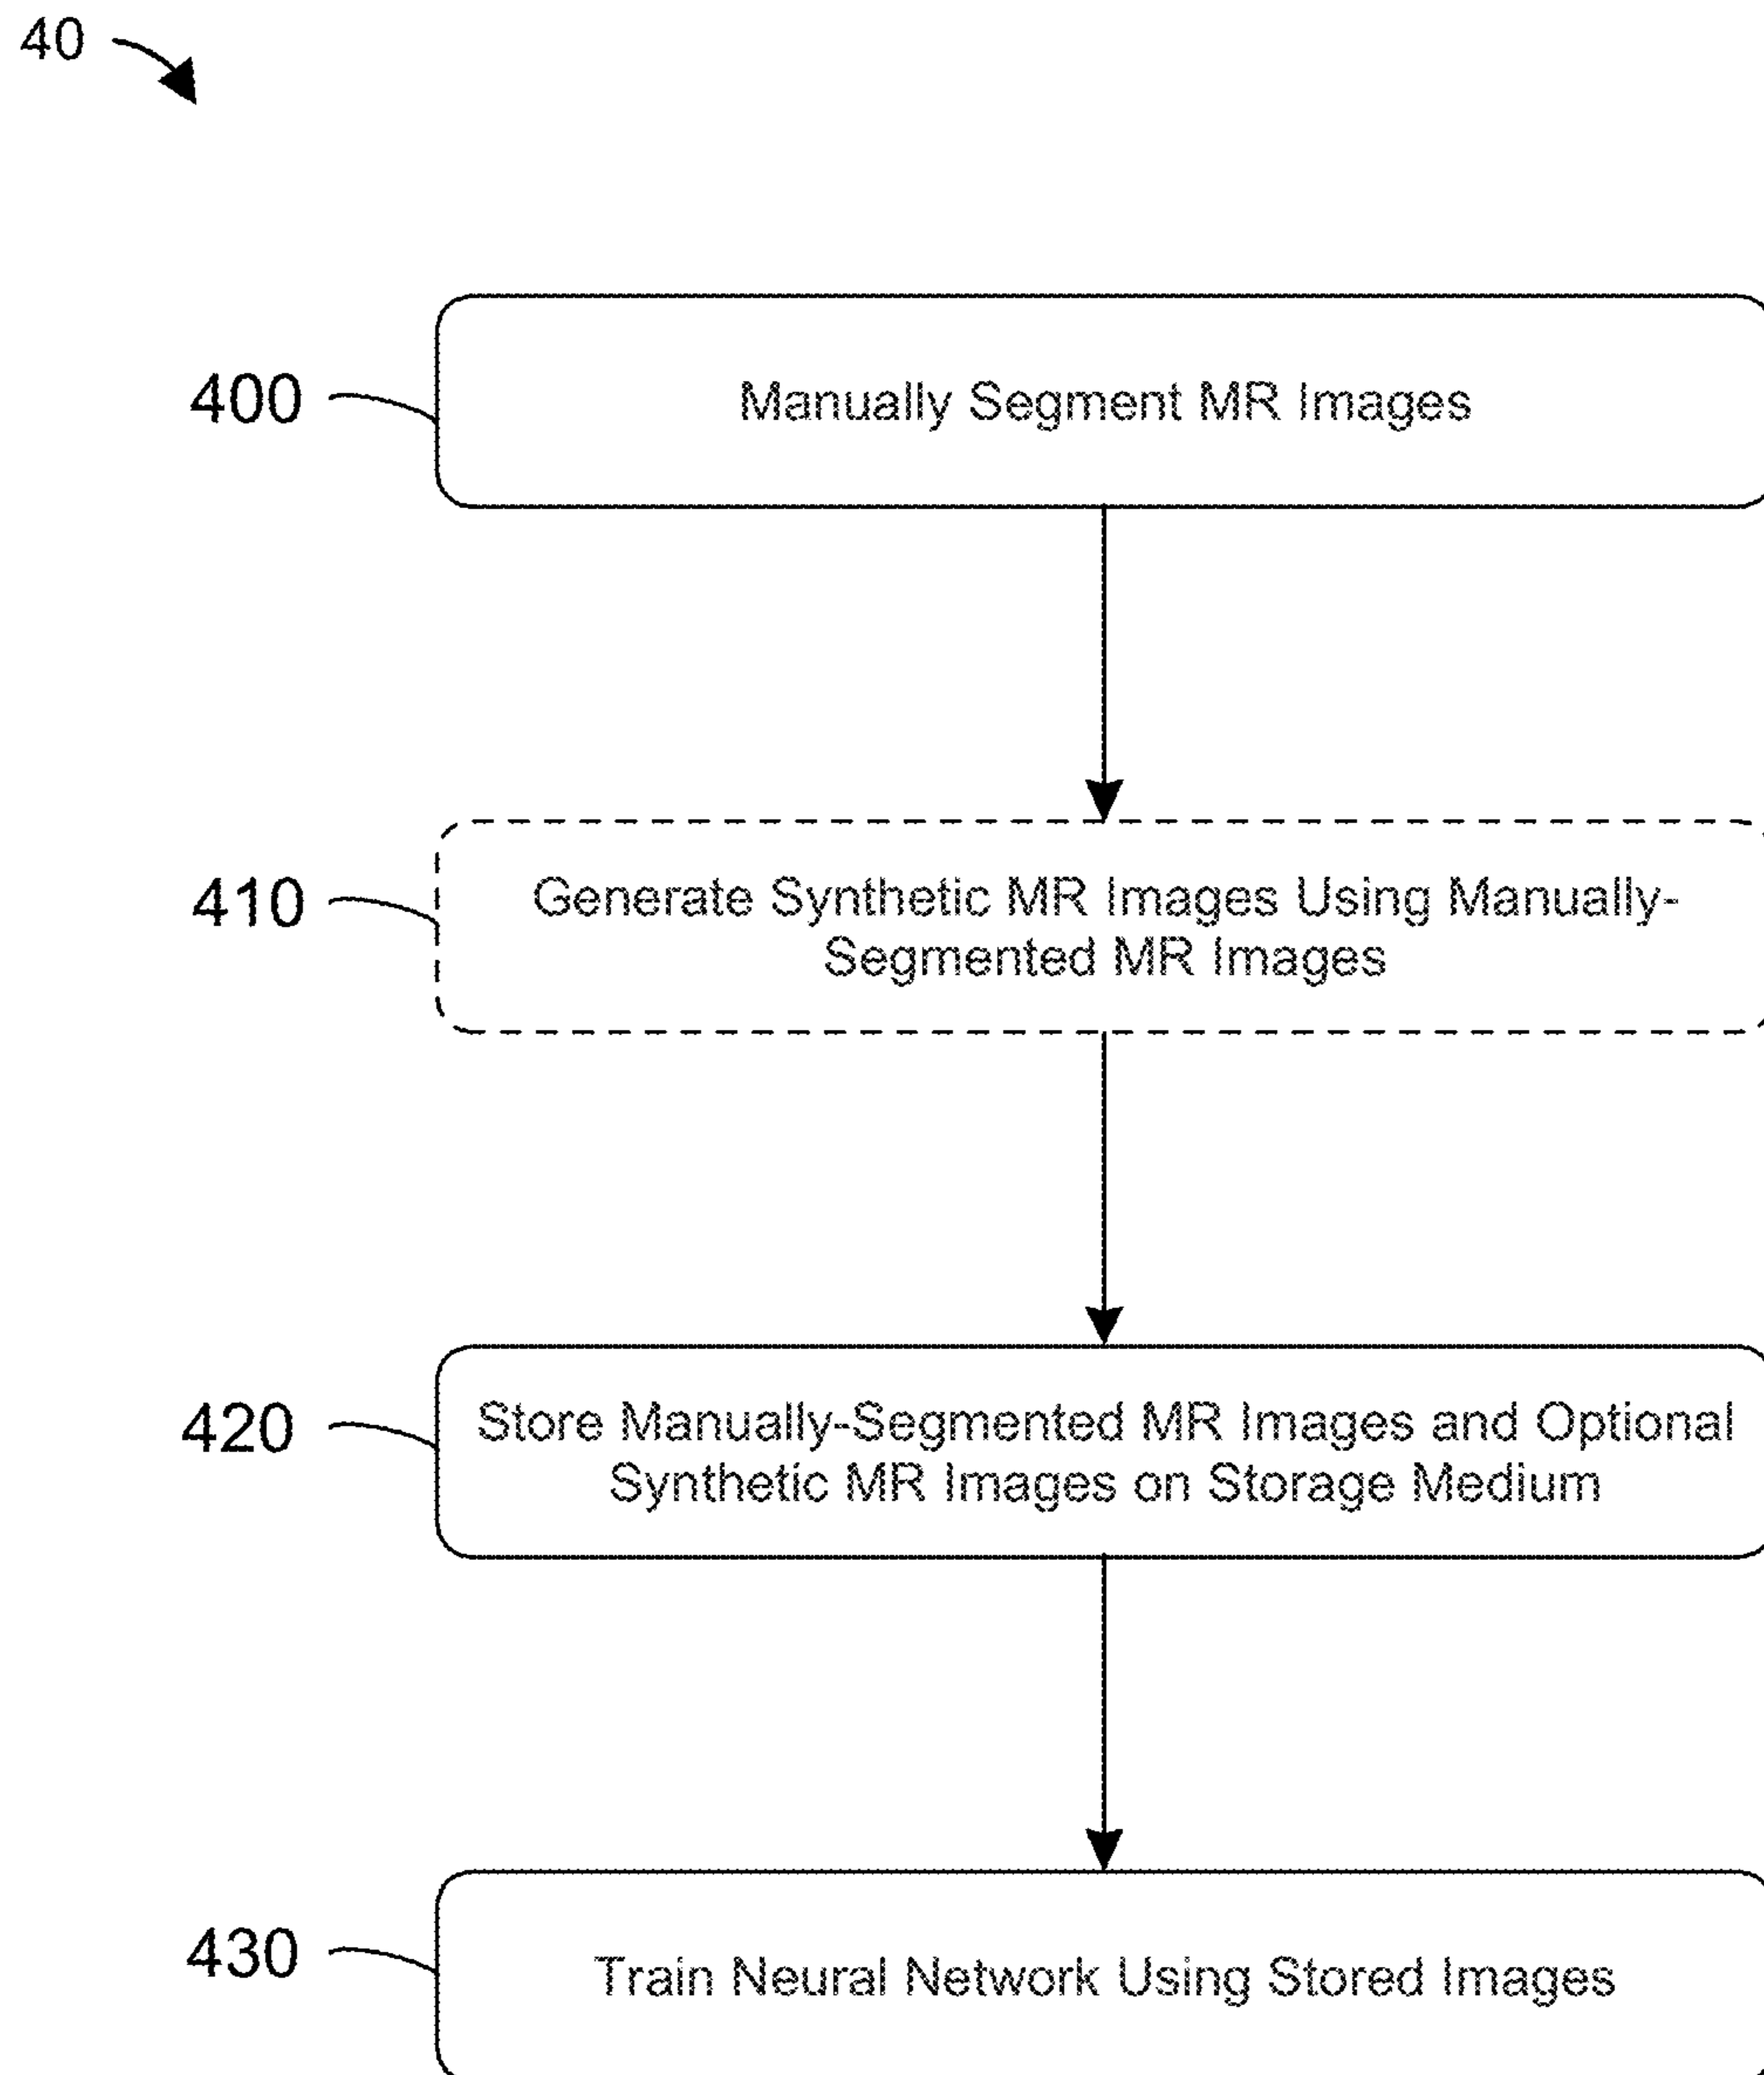 40
400
Manually Segment MR Images
410
Generate Synthetic MR Images Using Manually-
Segmented MR Images
420
Store Manually-Segmented MR Images and Optional
Synthetic MR Images on Storage Medium
430
Train Neural Network Using Stored Images